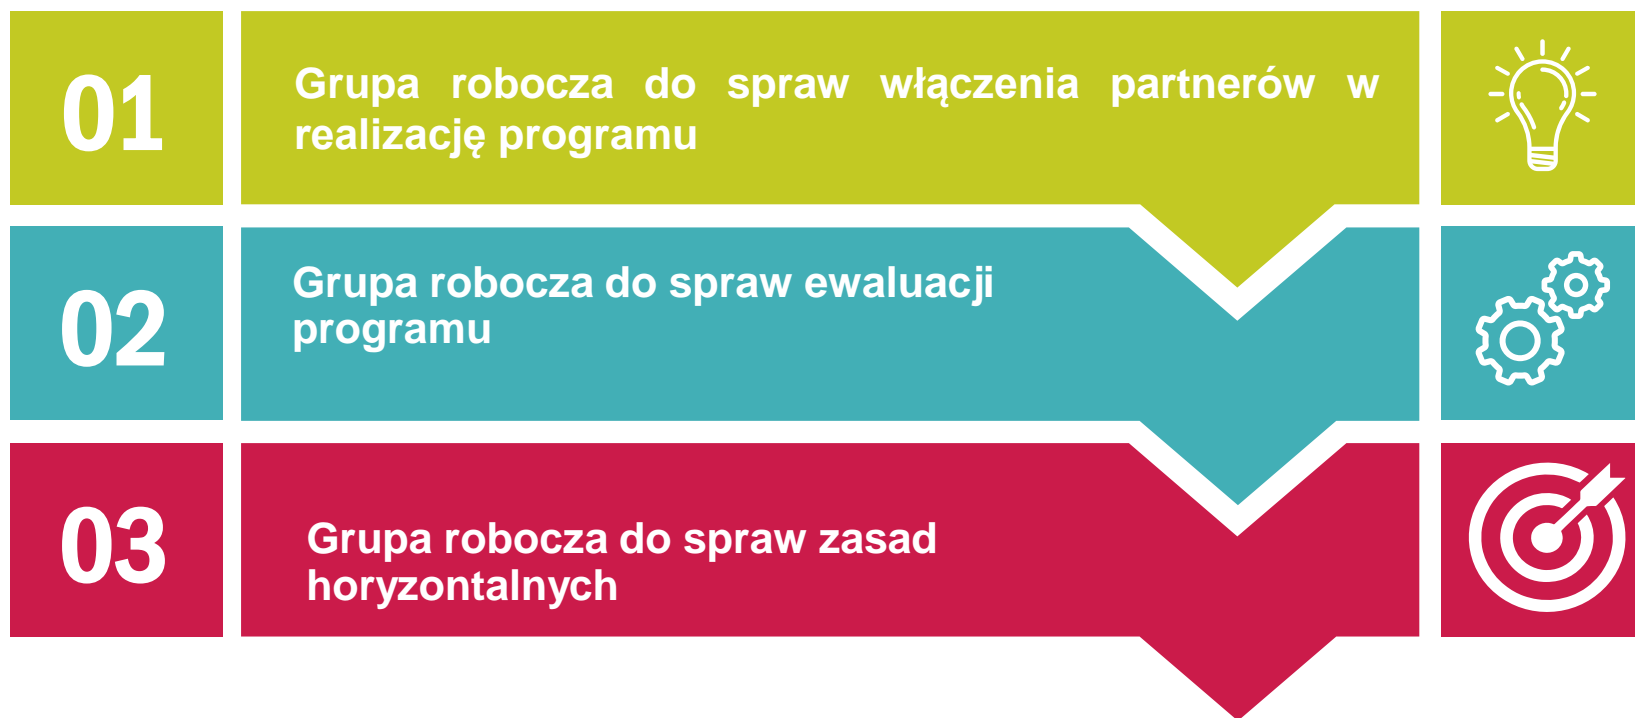 01
Grupa robocza do spraw włączenia partnerów w
realizację programu
02
Grupa robocza do spraw ewaluacji
programu
03
Grupa robocza do spraw zasad
horyzontalnych